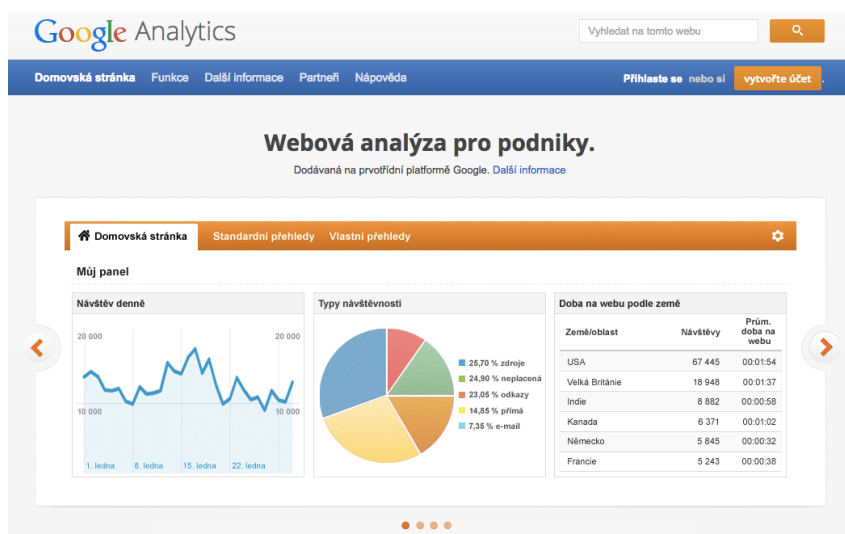 Google Analytics
Vyhledat na tomto webu
Domovská stránka Funkce Další informace Partneři Nápověda Přihlaste se nebo si vytvořte účet.
Webová analýza pro podniky.
Dodávaná na prvotřídní platformě Google. Další informace
Domovská stránka Standardní přehledy Vlastní přehledy
Můj panel
Návštěv denně
20 000 20 000
10 000 10 000
1. ledna 8. ledna 15. ledna 22. ledna
Typy návštěvnosti
25,70 % zdroje
24,90 % neplacená
23,05 % odkazy
14,85 % přímá
7,35 % e-mail
Doba na webu podle země
Země/oblast Návštěvy Prům. doba na webu
USA 67 445 00:01:54
Velká Británie 18 948 00:01:37
Indie 8 882 00:00:58
Kanada 6 371 00:01:02
Německo 5 845 00:00:32
Francie 5 243 00:00:38